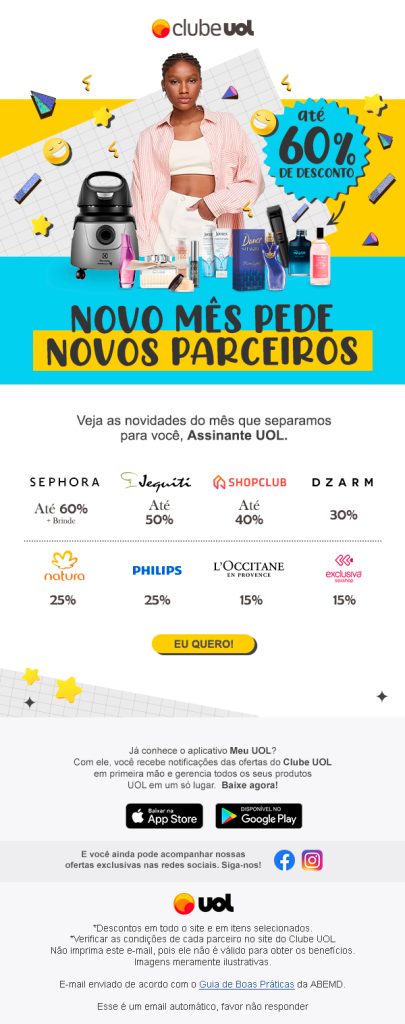 clubeuol
até
60%
DE DESCONTO
NOVO MÊS PEDE
NOVOS PARCEIROS
Veja as novidades do mês que separamos
para você, Assinante UOL.
SEPHORA
Até 60%
+ Brinde
Jequiti
Até
50%
SHOPCLUB
Até
40%
DZARM
30%
natura
25%
PHILIPS
25%
L'OCCITANE
EN PROVENCE
15%
exclusiva
sexshop
15%
EU QUERO!
Já conhece o aplicativo Meu UOL?
Com ele, você recebe notificações das ofertas do Clube UOL
em primeira mão e gerencia todos os seus produtos
UOL em um só lugar. Baixe agora!
Baixar na
App Store
DISPONÍVEL NO
Google Play
E você ainda pode acompanhar nossas
ofertas exclusivas nas redes sociais. Siga-nos!
uol
*Descontos em todo o site e em itens selecionados.
*Verificar as condições de cada parceiro no site do Clube UOL.
Não imprima este e-mail, pois ele não é válido para obter os benefícios.
Imagens meramente ilustrativas.
E-mail enviado de acordo com o Guia de Boas Práticas da ABEMD.
Esse é um email automático, favor não responder